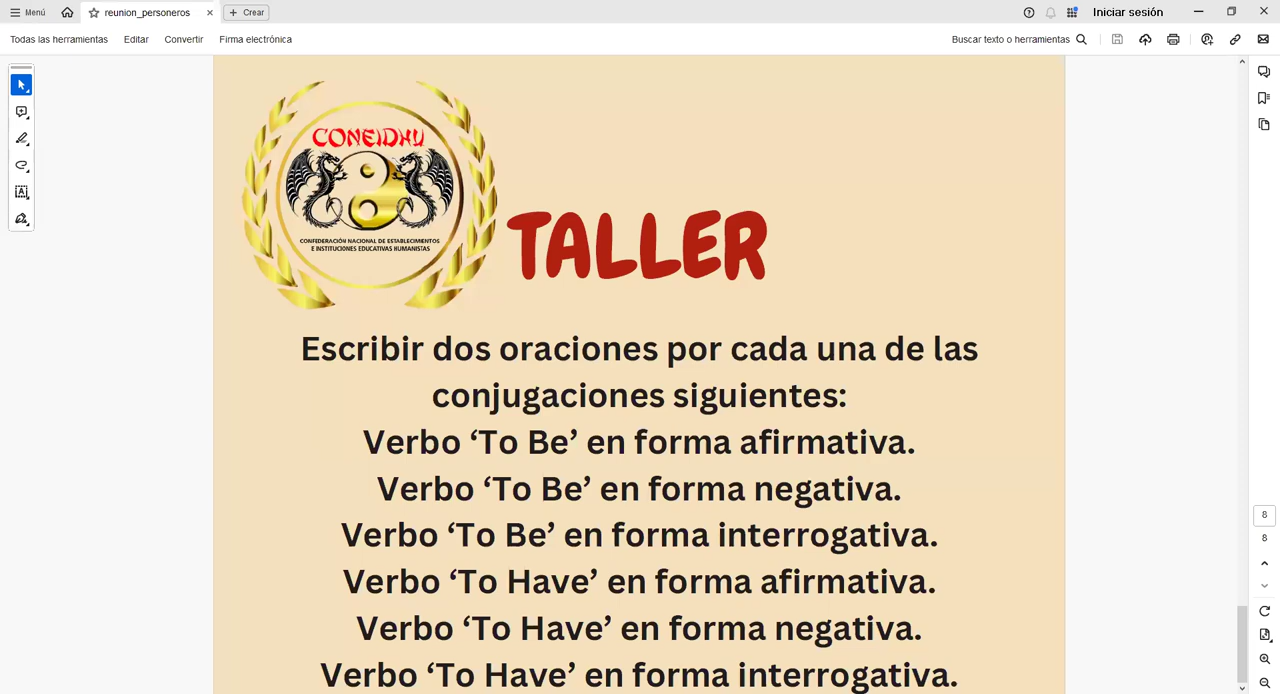 Menú
reunion_personeros
Crear
Iniciar sesión
Todas las herramientas
Editar
Convertir
Firma electrónica
Buscar texto o herramientas
CONEIDHU
CONFEDERACIÓN NACIONAL DE ESTABLECIMIENTOS
E INSTITUCIONES EDUCATIVAS HUMANISTAS
TALLER
Escribir dos oraciones por cada una de las
conjugaciones siguientes:
Verbo ‘To Be’ en forma afirmativa.
Verbo ‘To Be’ en forma negativa.
Verbo ‘To Be’ en forma interrogativa.
Verbo ‘To Have’ en forma afirmativa.
Verbo ‘To Have’ en forma negativa.
Verbo ‘To Have’ en forma interrogativa.
8
8